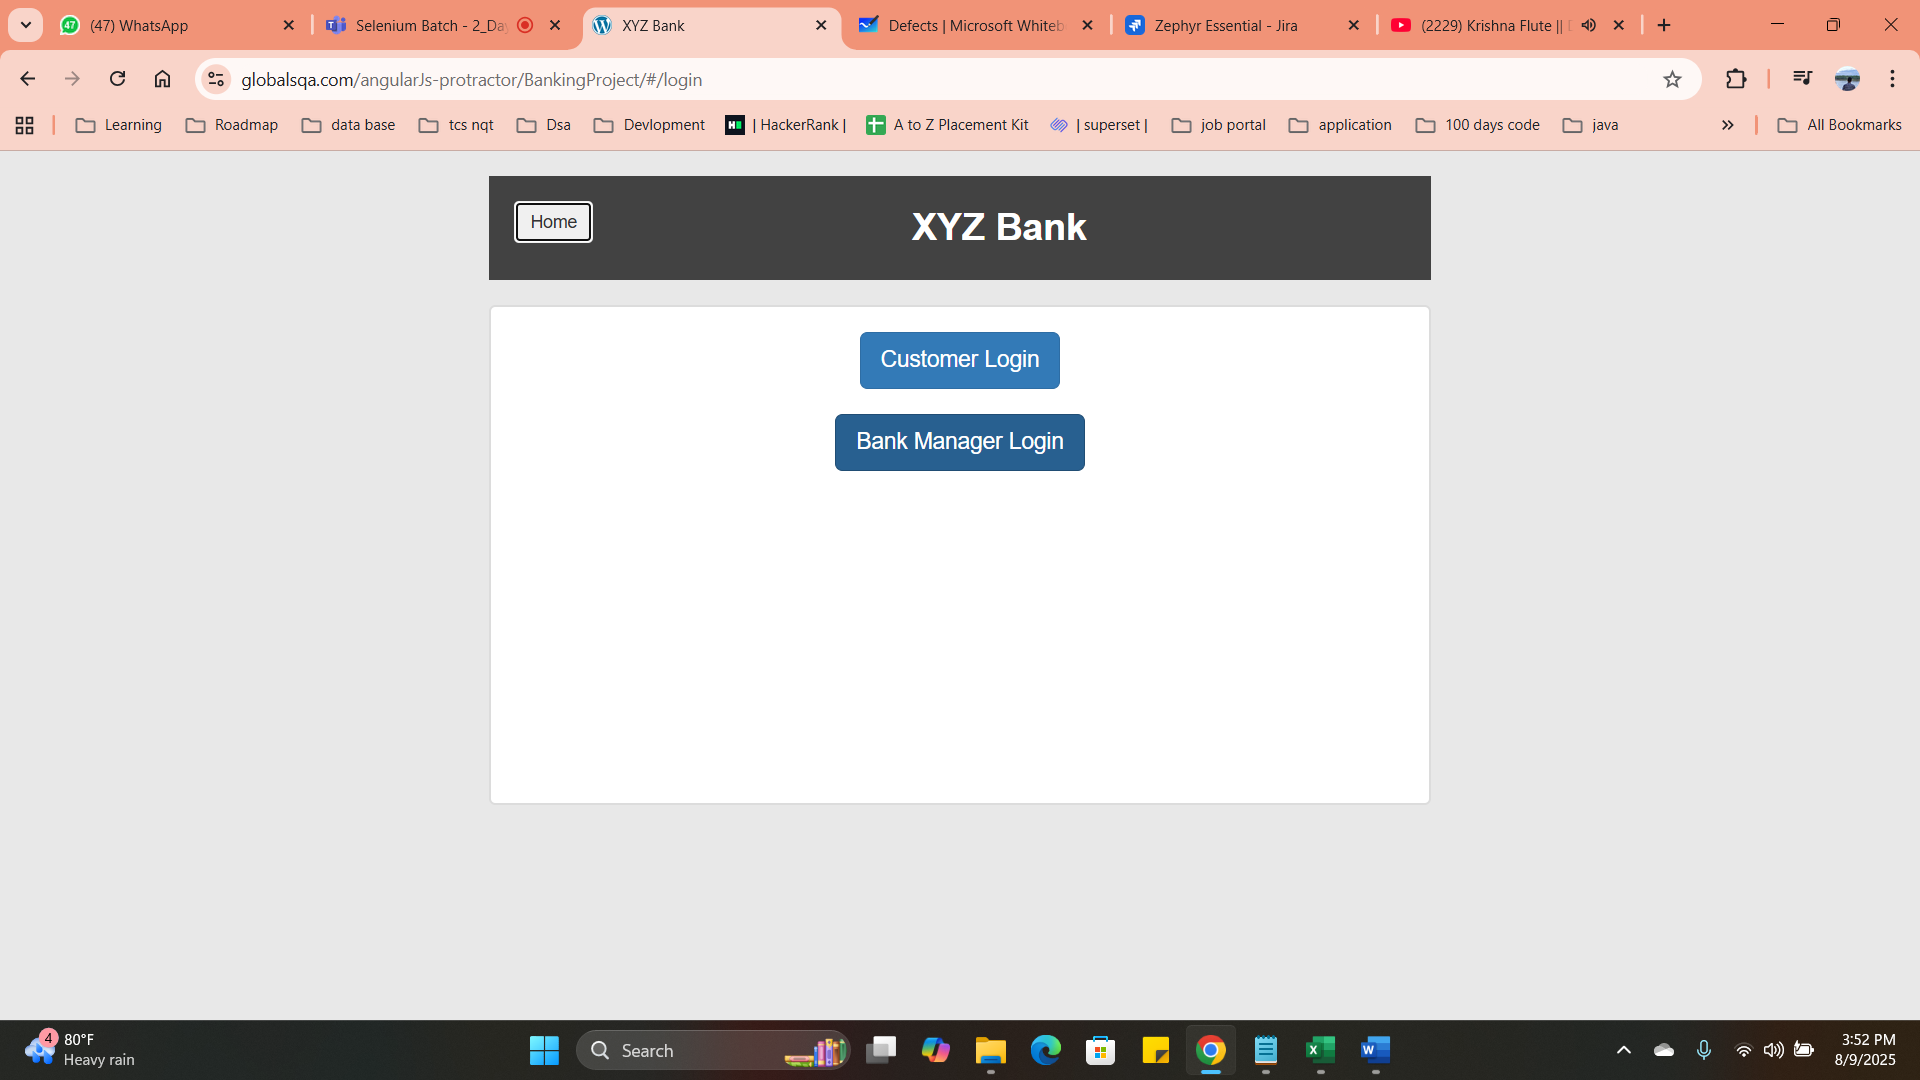 (47) WhatsApp
Selenium Batch - 2_Da
XYZ Bank
Defects | Microsoft Whiteb
Zephyr Essential - Jira
(2229) Krishna Flute ||
globalsqa.com/angularJs-protractor/BankingProject/#/login
Learning
Roadmap
data base
tcs nqt
Dsa
Devlopment
| HackerRank |
A to Z Placement Kit
| superset |
job portal
application
100 days code
java
All Bookmarks
Home
XYZ Bank
Customer Login
Bank Manager Login
4
80°F
Heavy rain
Search
3:52 PM
8/9/2025